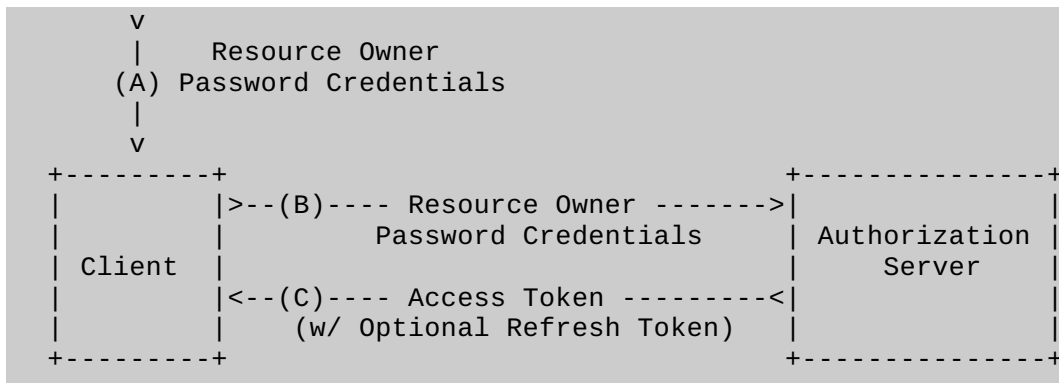 v
|    Resource Owner
(A) Password Credentials
|
v
+---------+                                  +---------------+
|         |>--(B)---- Resource Owner ------->|               |
|         |         Password Credentials     | Authorization |
| Client  |                                  |     Server    |
|         |<--(C)---- Access Token ---------<|               |
|         |    (w/ Optional Refresh Token)   |               |
+---------+                                  +---------------+